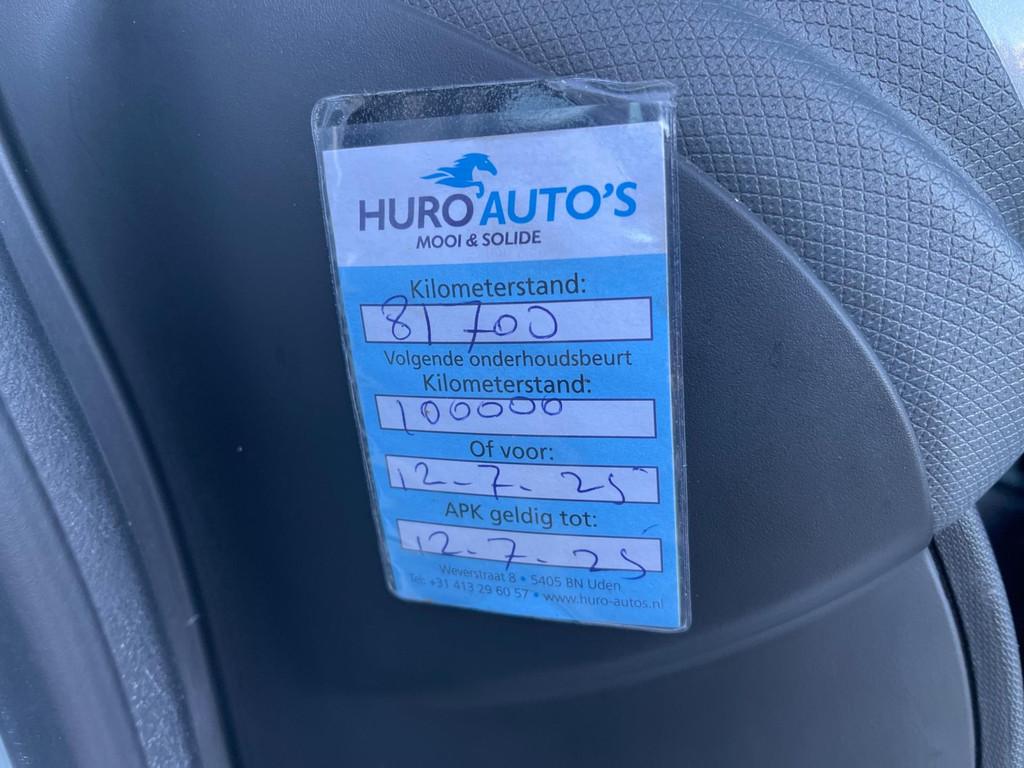 HURO AUTO'S
MOOI & SOLIDE
Kilometerstand:
81700
Volgende onderhoudsbeurt
Kilometerstand:
100000
Of voor:
12-7-25
APK geldig tot:
12-7-25
Weverstraat 8 • 5405 BN Uden
Tel: +31 413 29 60 57 • www.huro-autos.nl